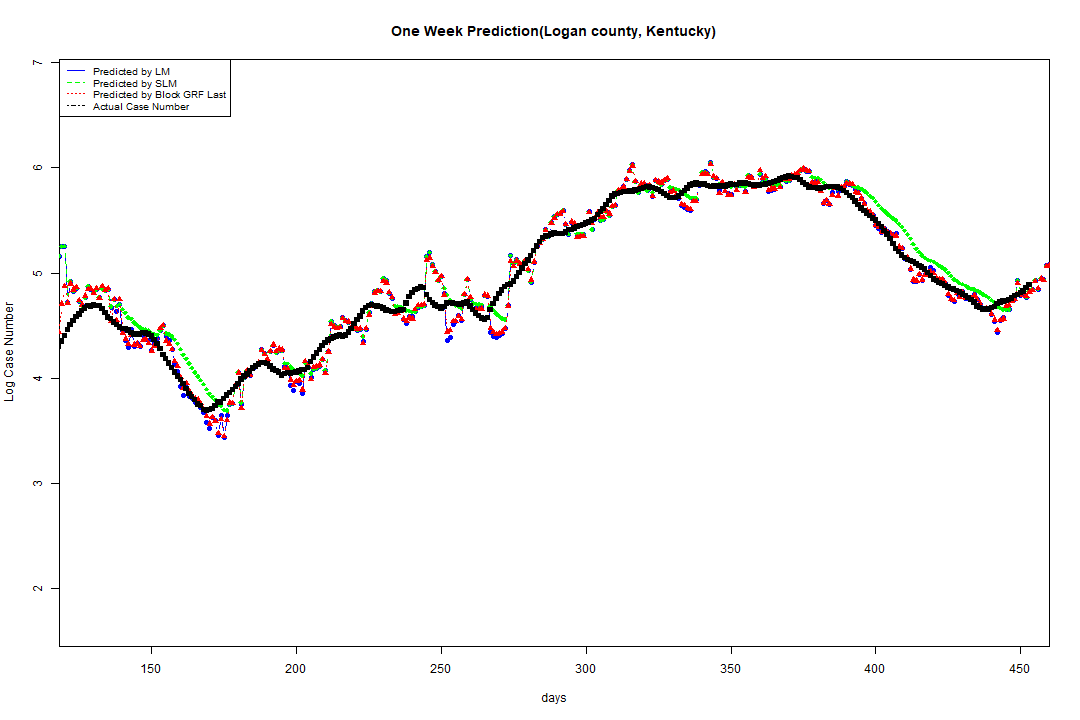 One Week Prediction(Logan county, Kentucky)
Predicted by LM
Predicted by SLM
Predicted by Block GRF Last
Actual Case Number
7
6
5
4
3
2
Log Case Number
150 200 250 300 350 400 450
days